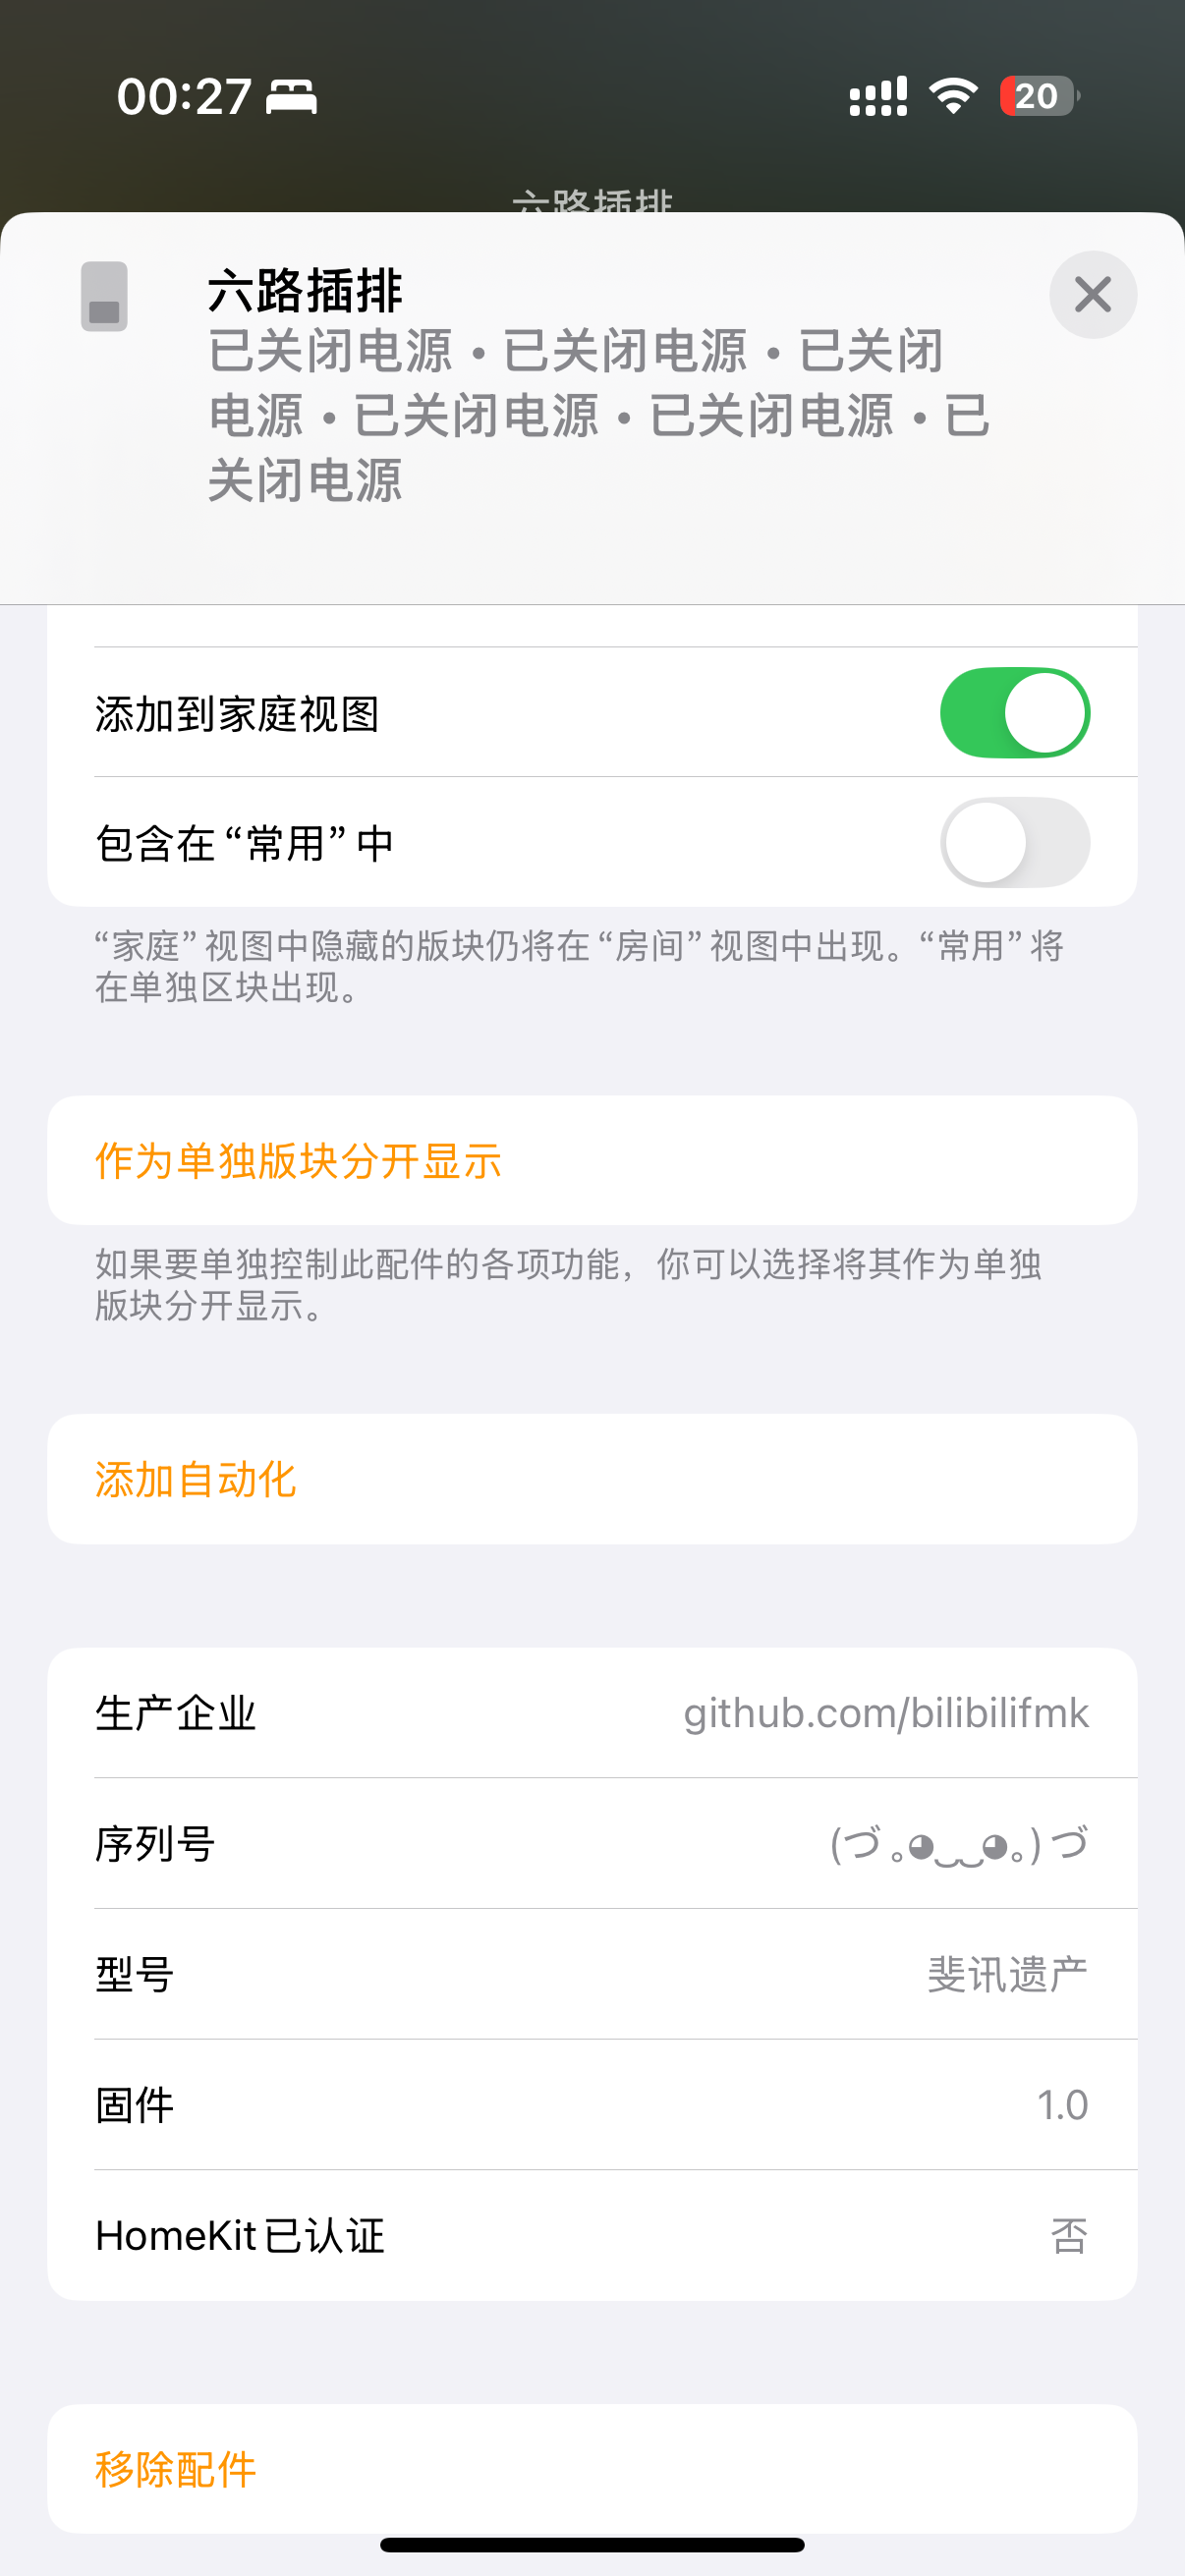 00:27
20
六路插排
六路插排
已关闭电源 • 已关闭电源 • 已关闭
电源 • 已关闭电源 • 已关闭电源 • 已
关闭电源
添加到家庭视图
包含在“常用”中
“家庭”视图中隐藏的版块仍将在“房间”视图中出现。“常用”将
在单独区块出现。
作为单独版块分开显示
如果要单独控制此配件的各项功能，你可以选择将其作为单独
版块分开显示。
添加自动化
生产企业 github.com/bilibilifmk
序列号 (づ｡◕‿‿◕｡)づ
型号 斐讯遗产
固件 1.0
HomeKit已认证 否
移除配件